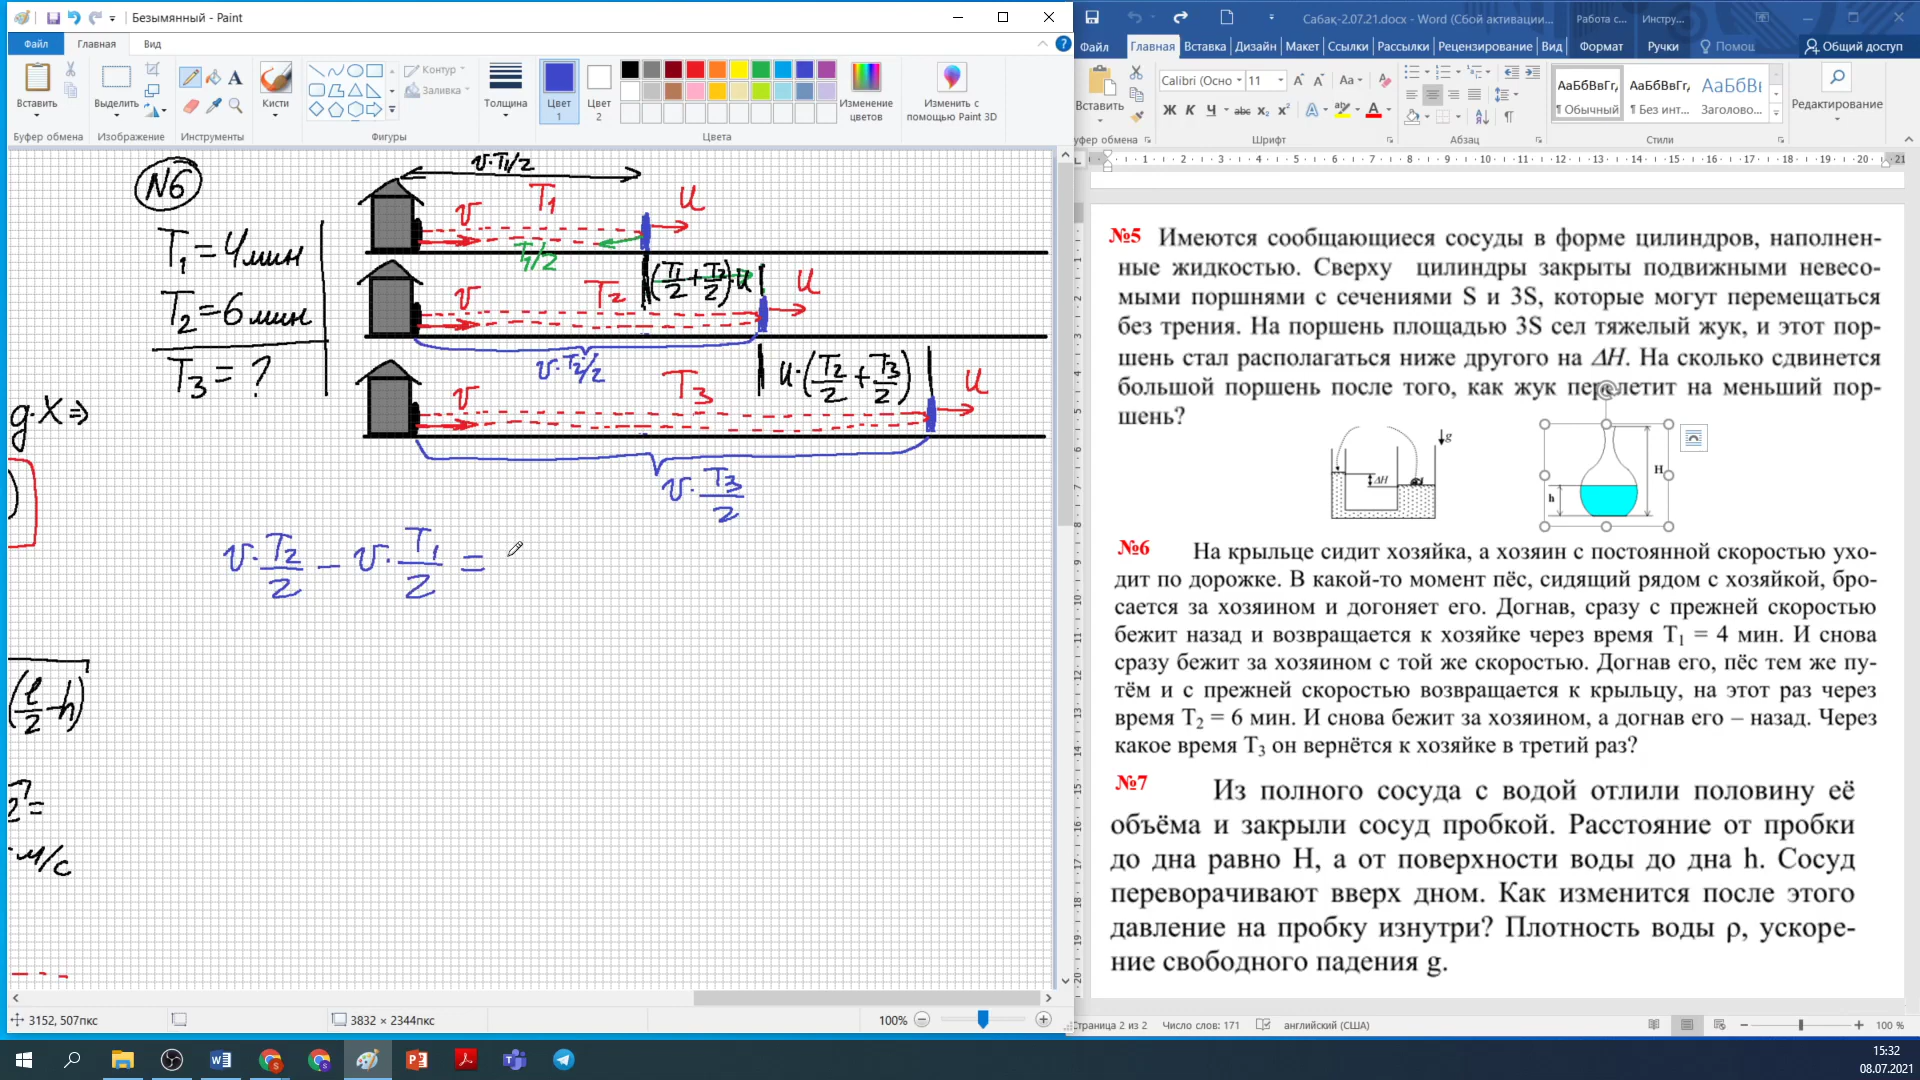 Безымянный - Paint
Файл
Главная
Вид
Вставить
Выделить
Кисти
Контур
Заливка
Толщина
Цвет 1
Цвет 2
Изменение цветов
Изменить с помощью Paint 3D
Буфер обмена
Изображение
Инструменты
Фигуры
Цвета
N6
T₁ = 4 мин
T₂ = 6 мин
T₃ = ?
v·T₁/2
v
T₁
u
T₁/2
v
T₂
(T₁/2 + T₂/2)·u
u
v·T₂/2
v
T₃
u·(T₂/2 + T₃/2)
u
v·T₃/2
v·T₂/2 − v·T₁/2 =
g·x ⇒
)
(ℓ/2 − h)
м/с
3152, 507пкс
3832 × 2344пкс
100%
Сабақ-2.07.21.docx - Word (Сбой активации...
Работа с...
Инстру...
Файл
Главная
Вставка
Дизайн
Макет
Ссылки
Рассылки
Рецензирование
Вид
Формат
Ручки
Помощ
Общий доступ
Вставить
Calibri (Осно
11
Ж К Ч abc x₂ x²
АаБбВвГг,
¶ Обычный
АаБбВвГг,
¶ Без инт...
АаБбВв
Заголово...
Редактирование
уфер обмена
Шрифт
Абзац
Стили
№5 Имеются сообщающиеся сосуды в форме цилиндров, наполнен-
ные жидкостью. Сверху цилиндры закрыты подвижными невесо-
мыми поршнями с сечениями S и 3S, которые могут перемещаться
без трения. На поршень площадью 3S сел тяжелый жук, и этот пор-
шень стал располагаться ниже другого на ΔH. На сколько сдвинется
большой поршень после того, как жук перелетит на меньший пор-
шень?
g
ΔH
H
h
№6 На крыльце сидит хозяйка, а хозяин с постоянной скоростью ухо-
дит по дорожке. В какой-то момент пёс, сидящий рядом с хозяйкой, бро-
сается за хозяином и догоняет его. Догнав, сразу с прежней скоростью
бежит назад и возвращается к хозяйке через время T₁ = 4 мин. И снова
сразу бежит за хозяином с той же скоростью. Догнав его, пёс тем же пу-
тём и с прежней скоростью возвращается к крыльцу, на этот раз через
время T₂ = 6 мин. И снова бежит за хозяином, а догнав его – назад. Через
какое время T₃ он вернётся к хозяйке в третий раз?
№7 Из полного сосуда с водой отлили половину её
объёма и закрыли сосуд пробкой. Расстояние от пробки
до дна равно H, а от поверхности воды до дна h. Сосуд
переворачивают вверх дном. Как изменится после этого
давление на пробку изнутри? Плотность воды ρ, ускоре-
ние свободного падения g.
Страница 2 из 2
Число слов: 171
английский (США)
100 %
15:32
08.07.2021